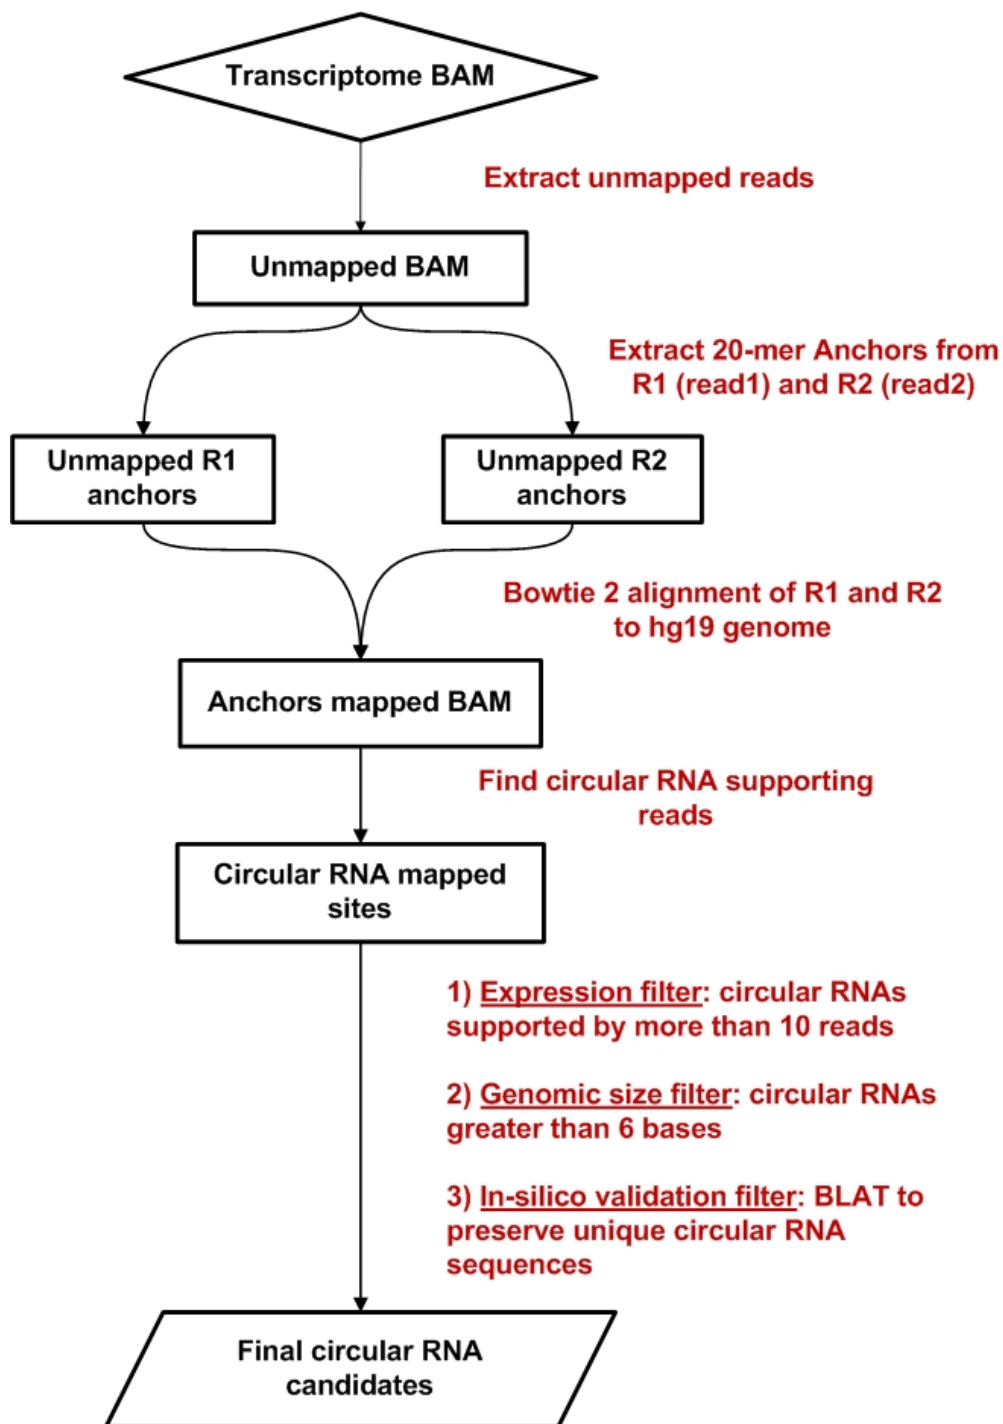 Transcriptome BAM
Extract unmapped reads
Unmapped BAM
Extract 20-mer Anchors from
R1 (read1) and R2 (read2)
Unmapped R1
anchors
Unmapped R2
anchors
Bowtie 2 alignment of R1 and R2
to hg19 genome
Anchors mapped BAM
Find circular RNA supporting
reads
Circular RNA mapped
sites
1) Expression filter: circular RNAs
supported by more than 10 reads
2) Genomic size filter: circular RNAs
greater than 6 bases
3) In-silico validation filter: BLAT to
preserve unique circular RNA
sequences
Final circular RNA
candidates